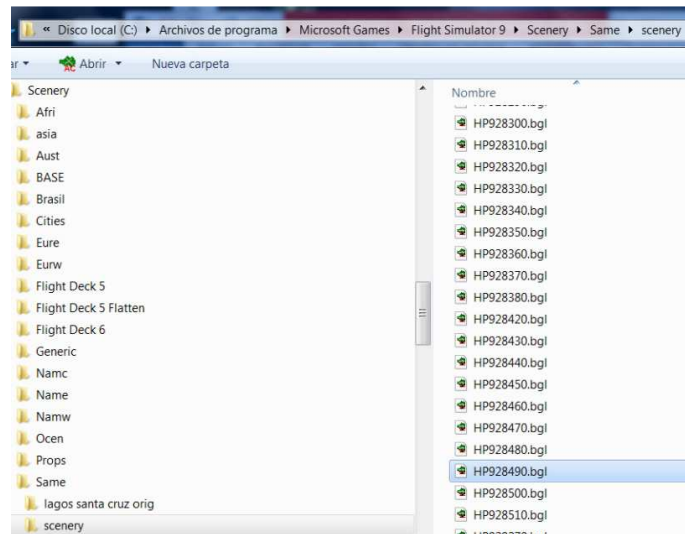 « Disco local (C:) ▸ Archivos de programa ▸ Microsoft Games ▸ Flight Simulator 9 ▸ Scenery ▸ Same ▸ scenery
ar Abrir Nueva carpeta
Scenery
Afri
asia
Aust
BASE
Brasil
Cities
Eure
Eurw
Flight Deck 5
Flight Deck 5 Flatten
Flight Deck 6
Generic
Namc
Name
Namw
Ocen
Props
Same
lagos santa cruz orig
scenery
Nombre
HP928300.bgl
HP928310.bgl
HP928320.bgl
HP928330.bgl
HP928340.bgl
HP928350.bgl
HP928360.bgl
HP928370.bgl
HP928380.bgl
HP928420.bgl
HP928430.bgl
HP928440.bgl
HP928450.bgl
HP928460.bgl
HP928470.bgl
HP928480.bgl
HP928490.bgl
HP928500.bgl
HP928510.bgl